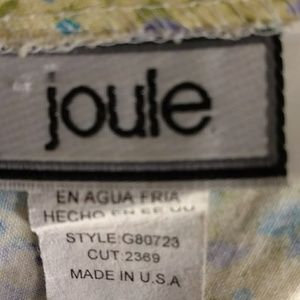 joule
EN AGUA FRIA
HECHO EN EE UU
STYLE:G80723
CUT:2369
MADE IN U.S.A